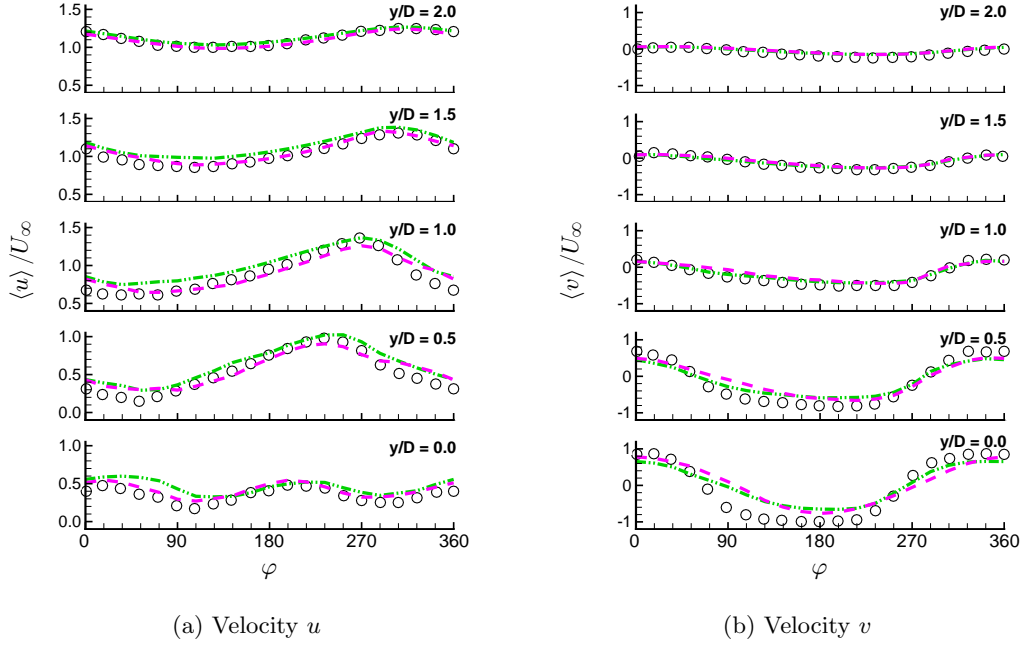 y/D = 2.0
1.5
1.0
0.5
y/D = 1.5
1.5
1.0
0.5
y/D = 1.0
1.5
1.0
0.5
y/D = 0.5
1.0
0.5
0.0
y/D = 0.0
1.0
0.5
0.0
0 90 180 270 360
⟨u⟩ /U∞
φ
(a) Velocity u
y/D = 2.0
1
0
-1
y/D = 1.5
1
0
-1
y/D = 1.0
1
0
-1
y/D = 0.5
1
0
-1
y/D = 0.0
1
0
-1
0 90 180 270 360
⟨v⟩ /U∞
φ
(b) Velocity v